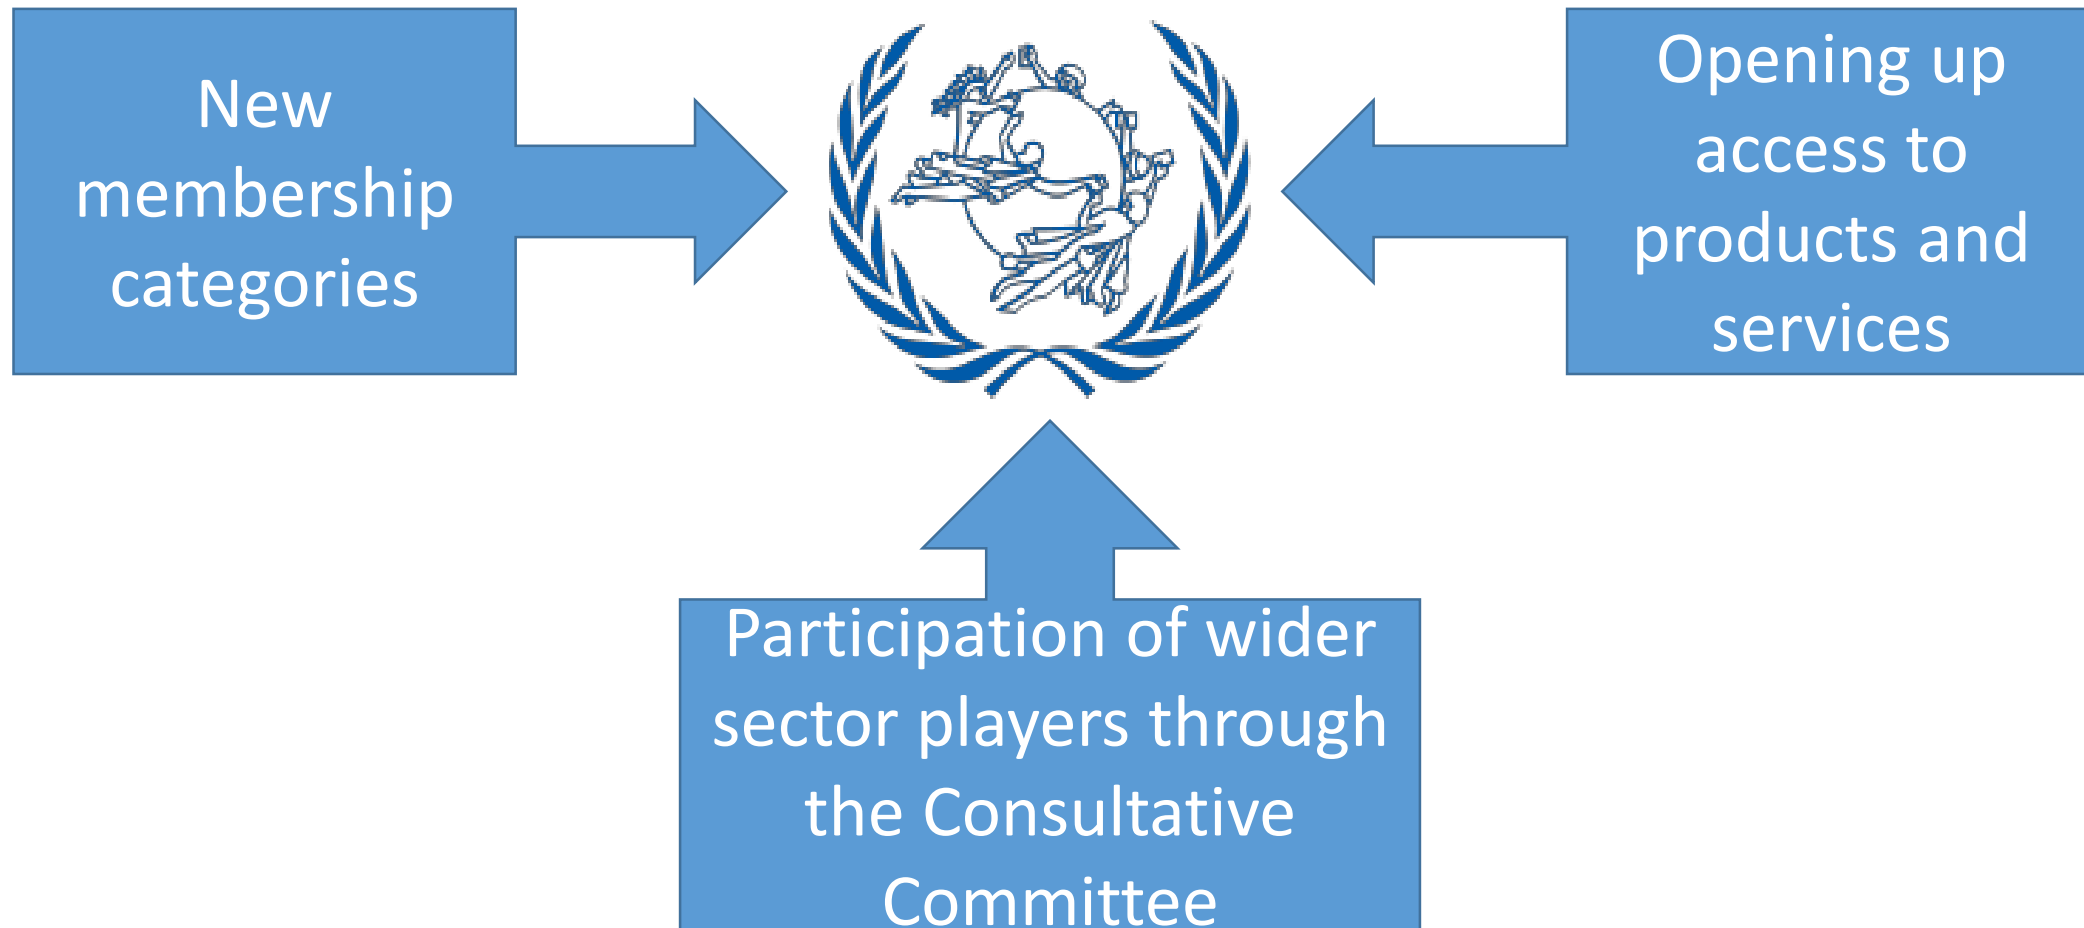 New
membership
categories
Opening up
access to
products and
services
Participation of wider
sector players through
the Consultative
Committee